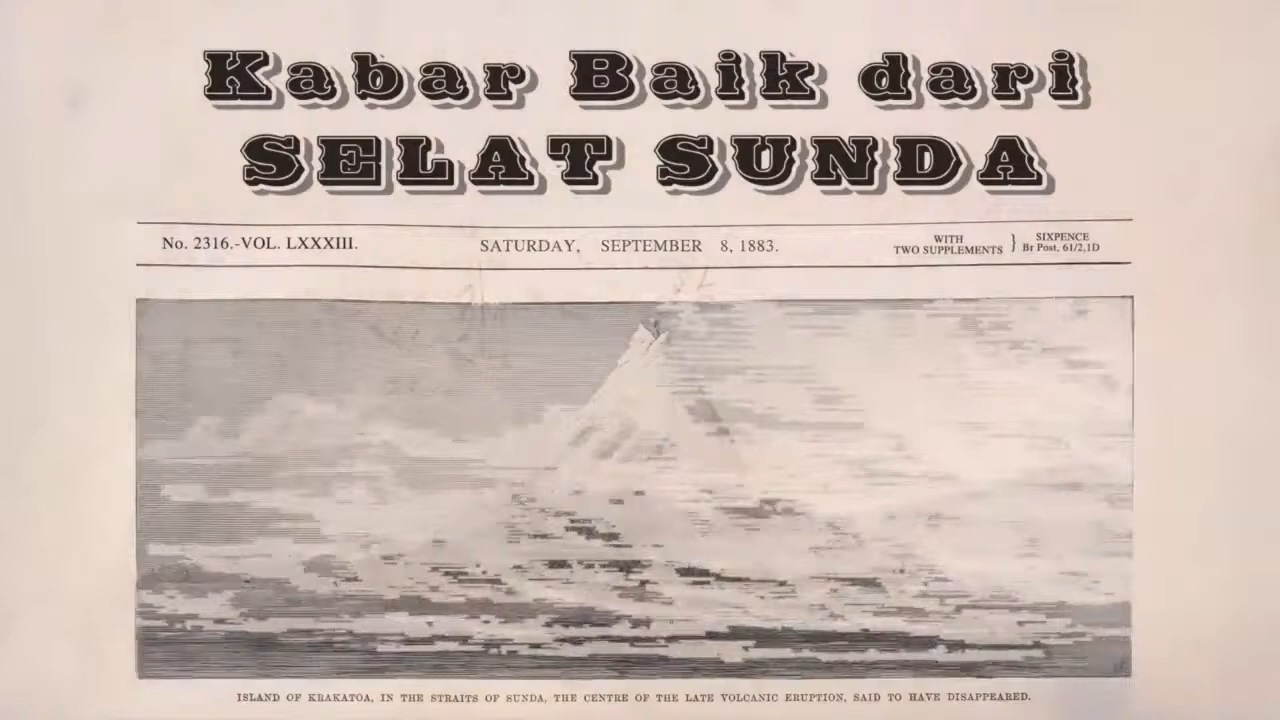 Kabar Baik dari
SELAT SUNDA
No. 2316.-VOL. LXXXIII.
SATURDAY, SEPTEMBER 8, 1883.
WITH
TWO SUPPLEMENTS } SIXPENCE
Br Post, 61/2,1D
ISLAND OF KRAKATOA, IN THE STRAITS OF SUNDA, THE CENTRE OF THE LATE VOLCANIC ERUPTION, SAID TO HAVE DISAPPEARED.